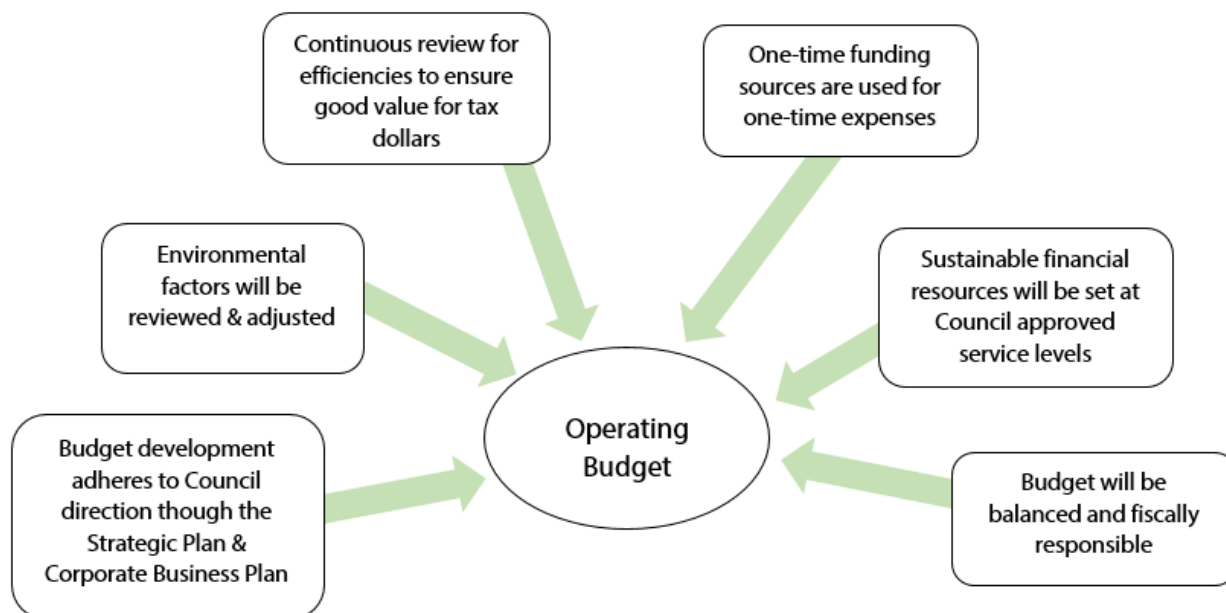 Continuous review for
efficiencies to ensure
good value for tax
dollars
One-time funding
sources are used for
one-time expenses
Environmental
factors will be
reviewed & adjusted
Sustainable financial
resources will be set at
Council approved
service levels
Operating
Budget
Budget development
adheres to Council
direction though the
Strategic Plan &
Corporate Business Plan
Budget will be
balanced and fiscally
responsible